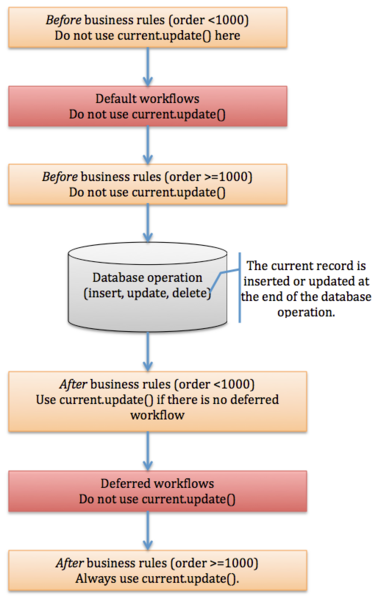 Before business rules (order <1000)
Do not use current.update() here
Default workflows
Do not use current.update()
Before business rules (order >=1000)
Do not use current.update()
Database operation
(insert, update, delete)
The current record is
inserted or updated at
the end of the database
operation.
After business rules (order <1000)
Use current.update() if there is no deferred
workflow
Deferred workflows
Do not use current.update()
After business rules (order >=1000)
Always use current.update().